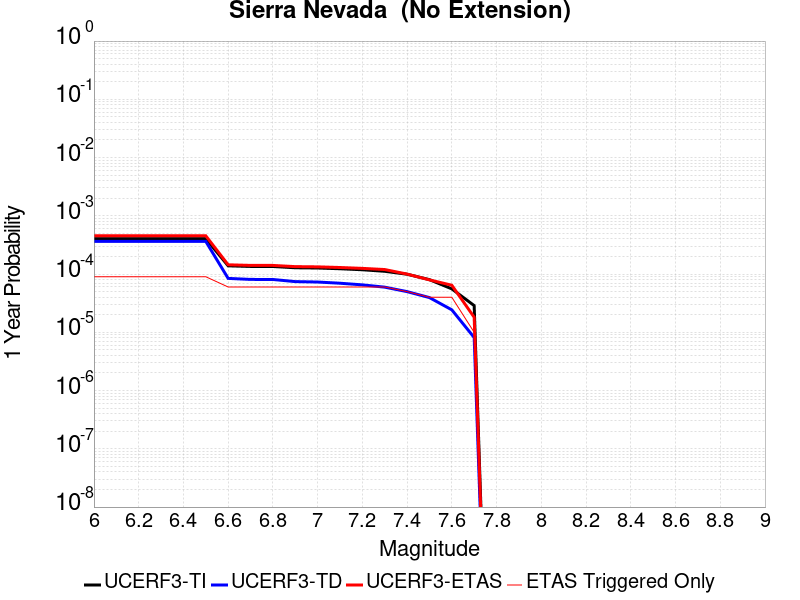 Sierra Nevada  (No Extension)
10^0
10^-1
10^-2
10^-3
10^-4
10^-5
10^-6
10^-7
10^-8
1 Year Probability
6 6.2 6.4 6.6 6.8 7 7.2 7.4 7.6 7.8 8 8.2 8.4 8.6 8.8 9
Magnitude
UCERF3-TI UCERF3-TD UCERF3-ETAS ETAS Triggered Only